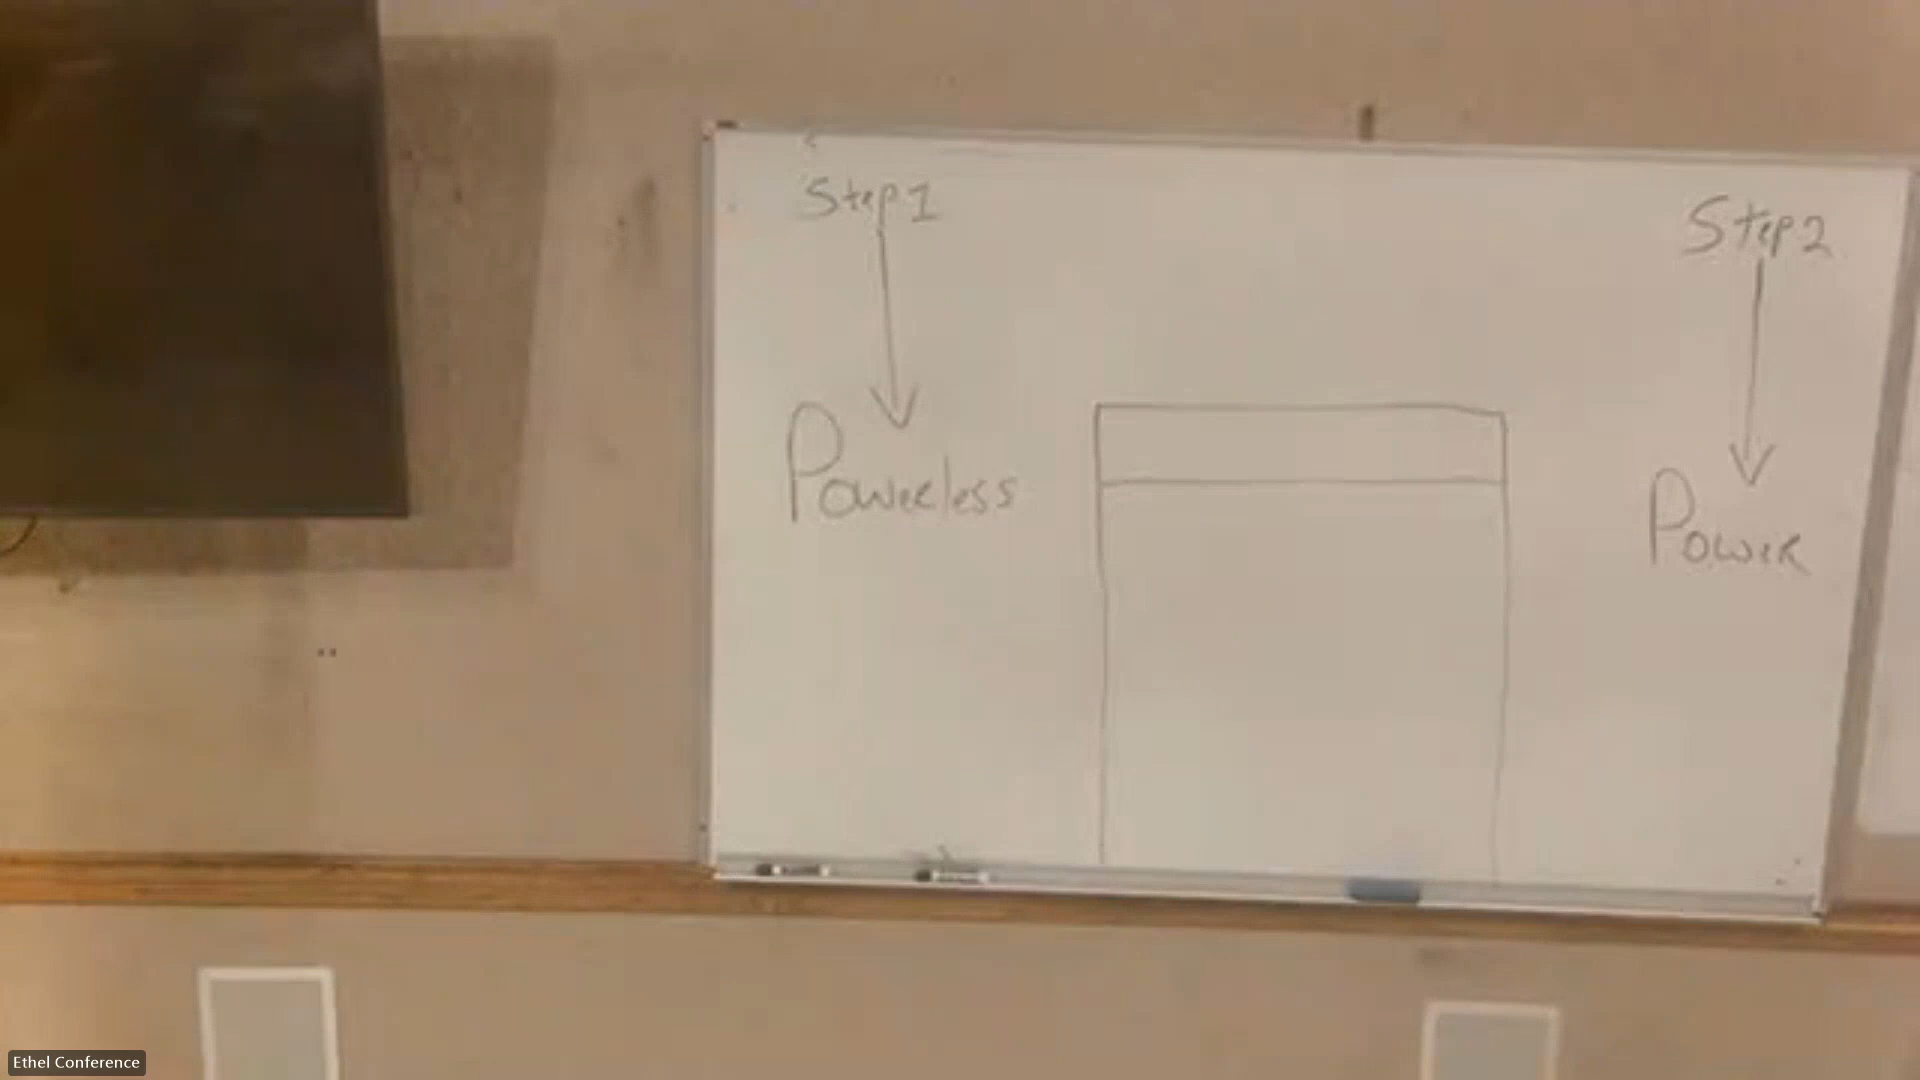 Step 1
Step 2
Powerless
Power
Ethel Conference